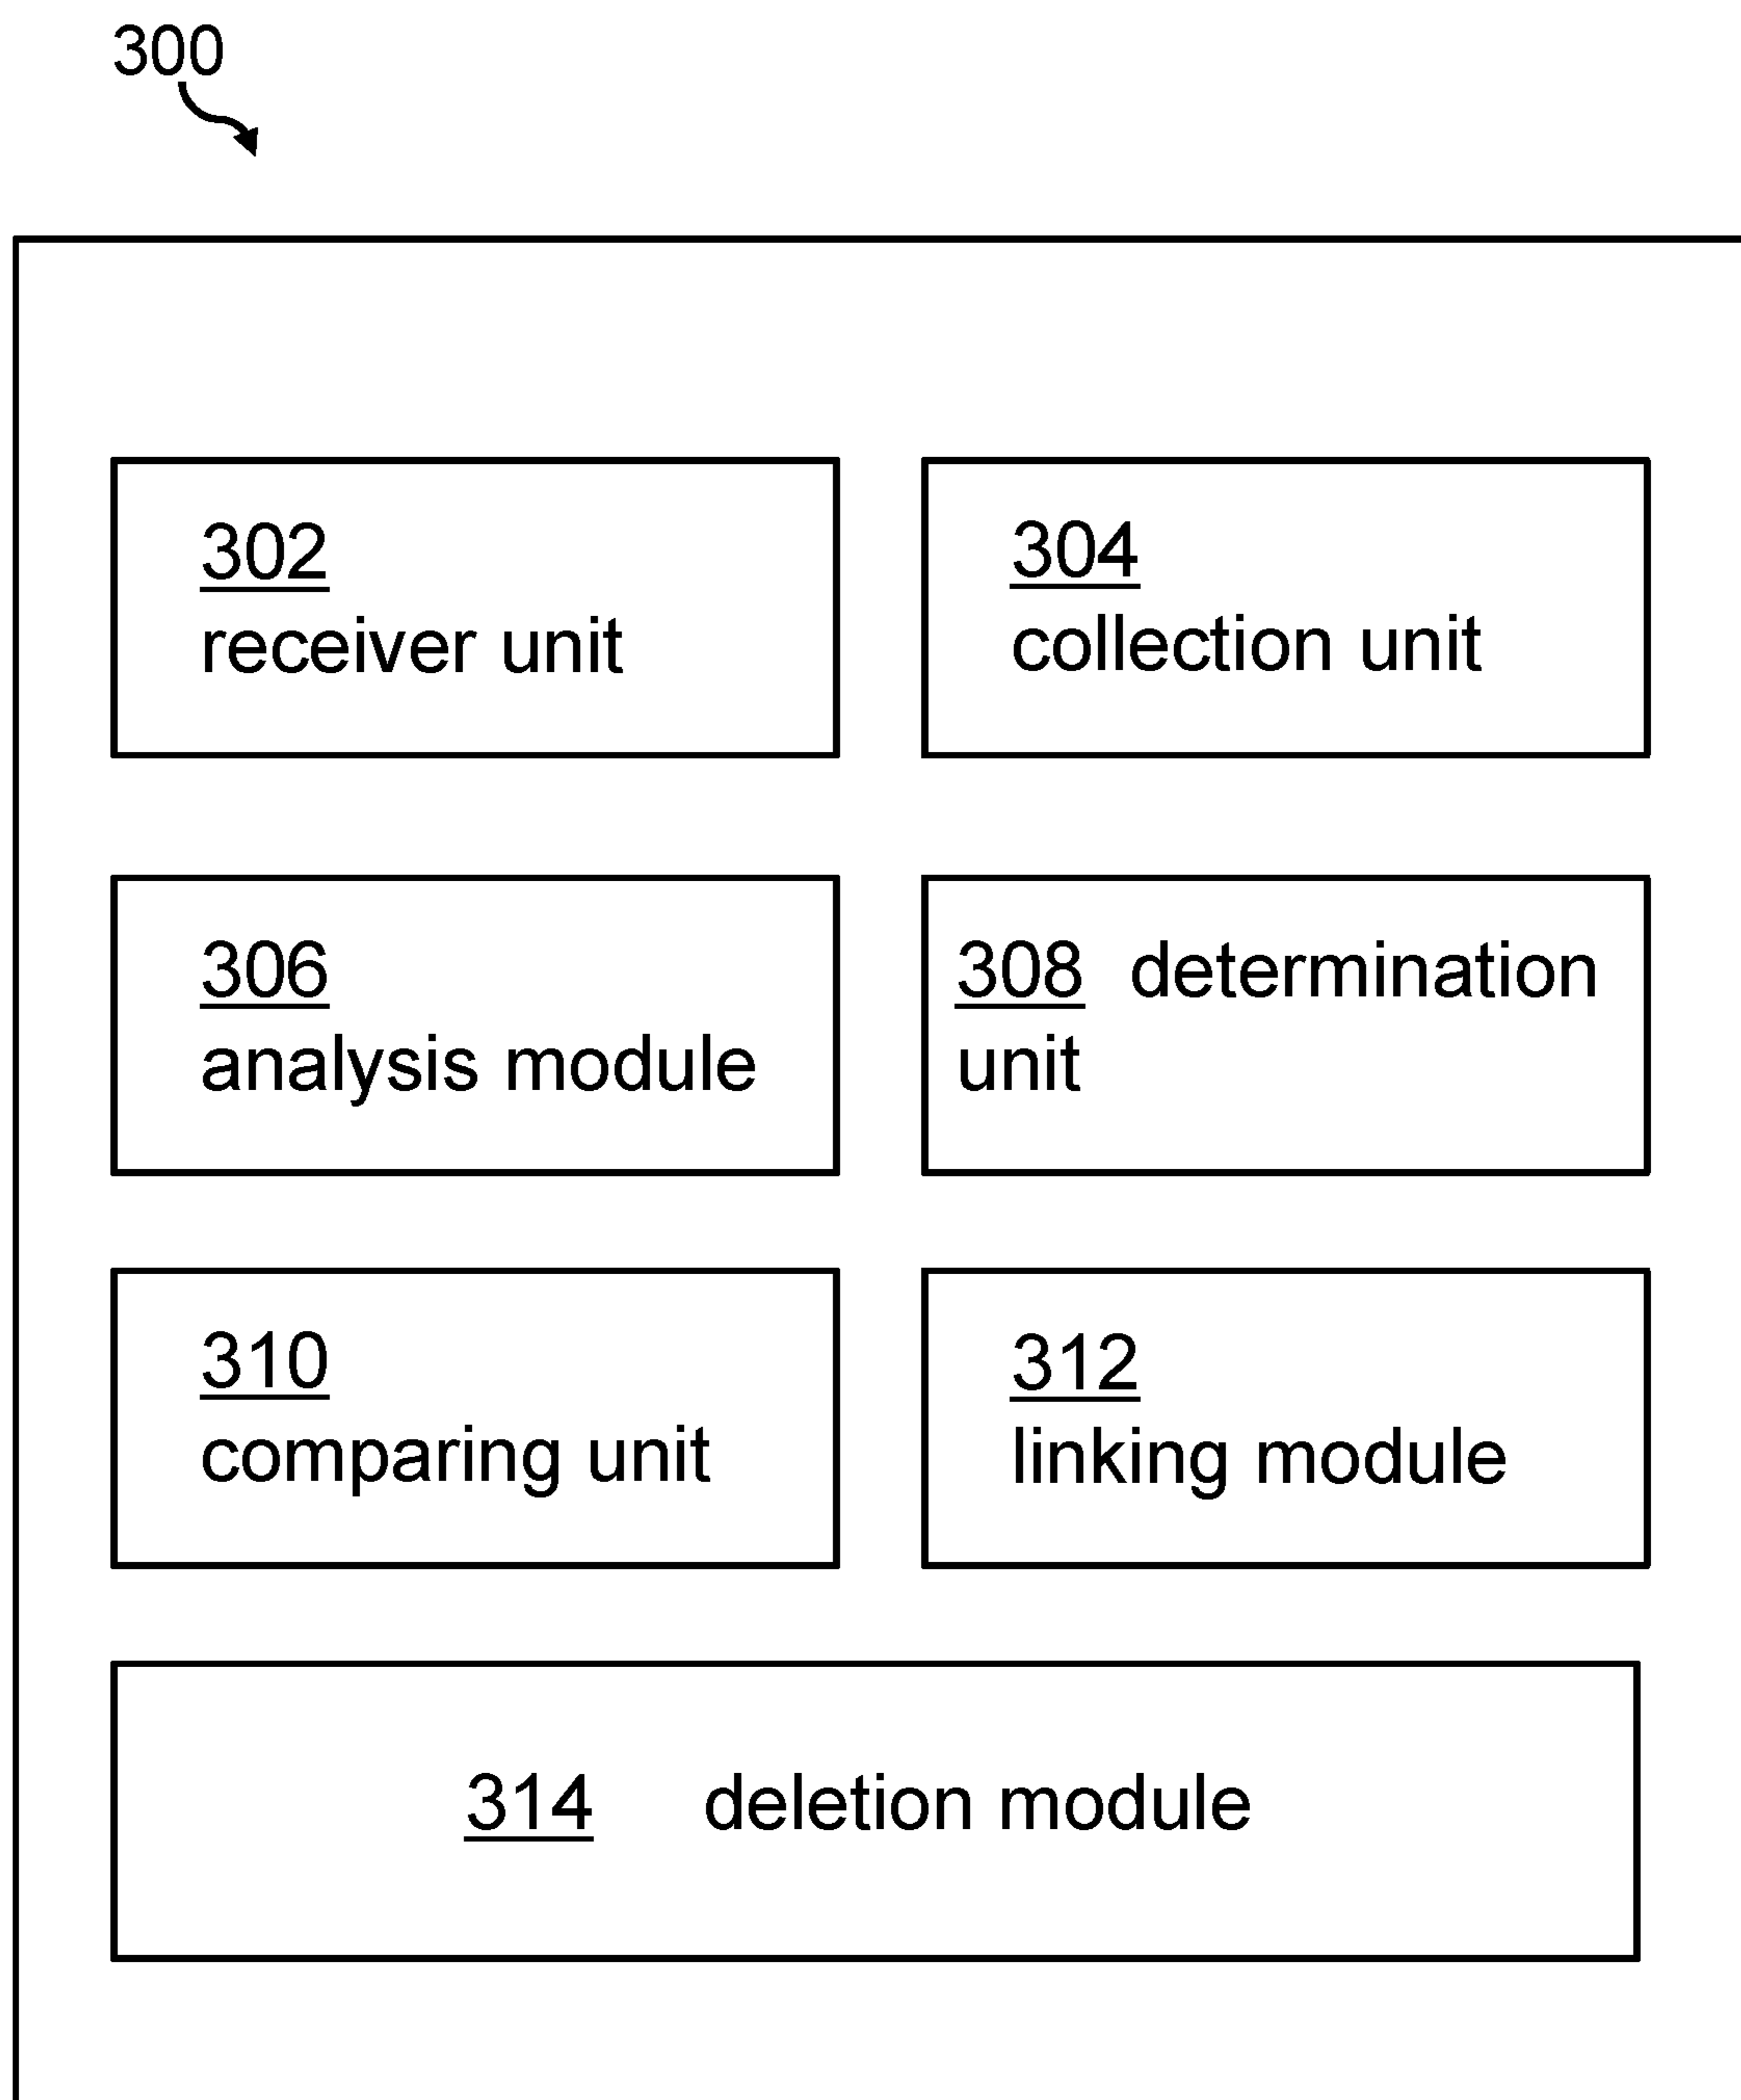 300
302
receiver unit
304
collection unit
306
analysis module
308 determination
unit
310
comparing unit
312
linking module
314 deletion module